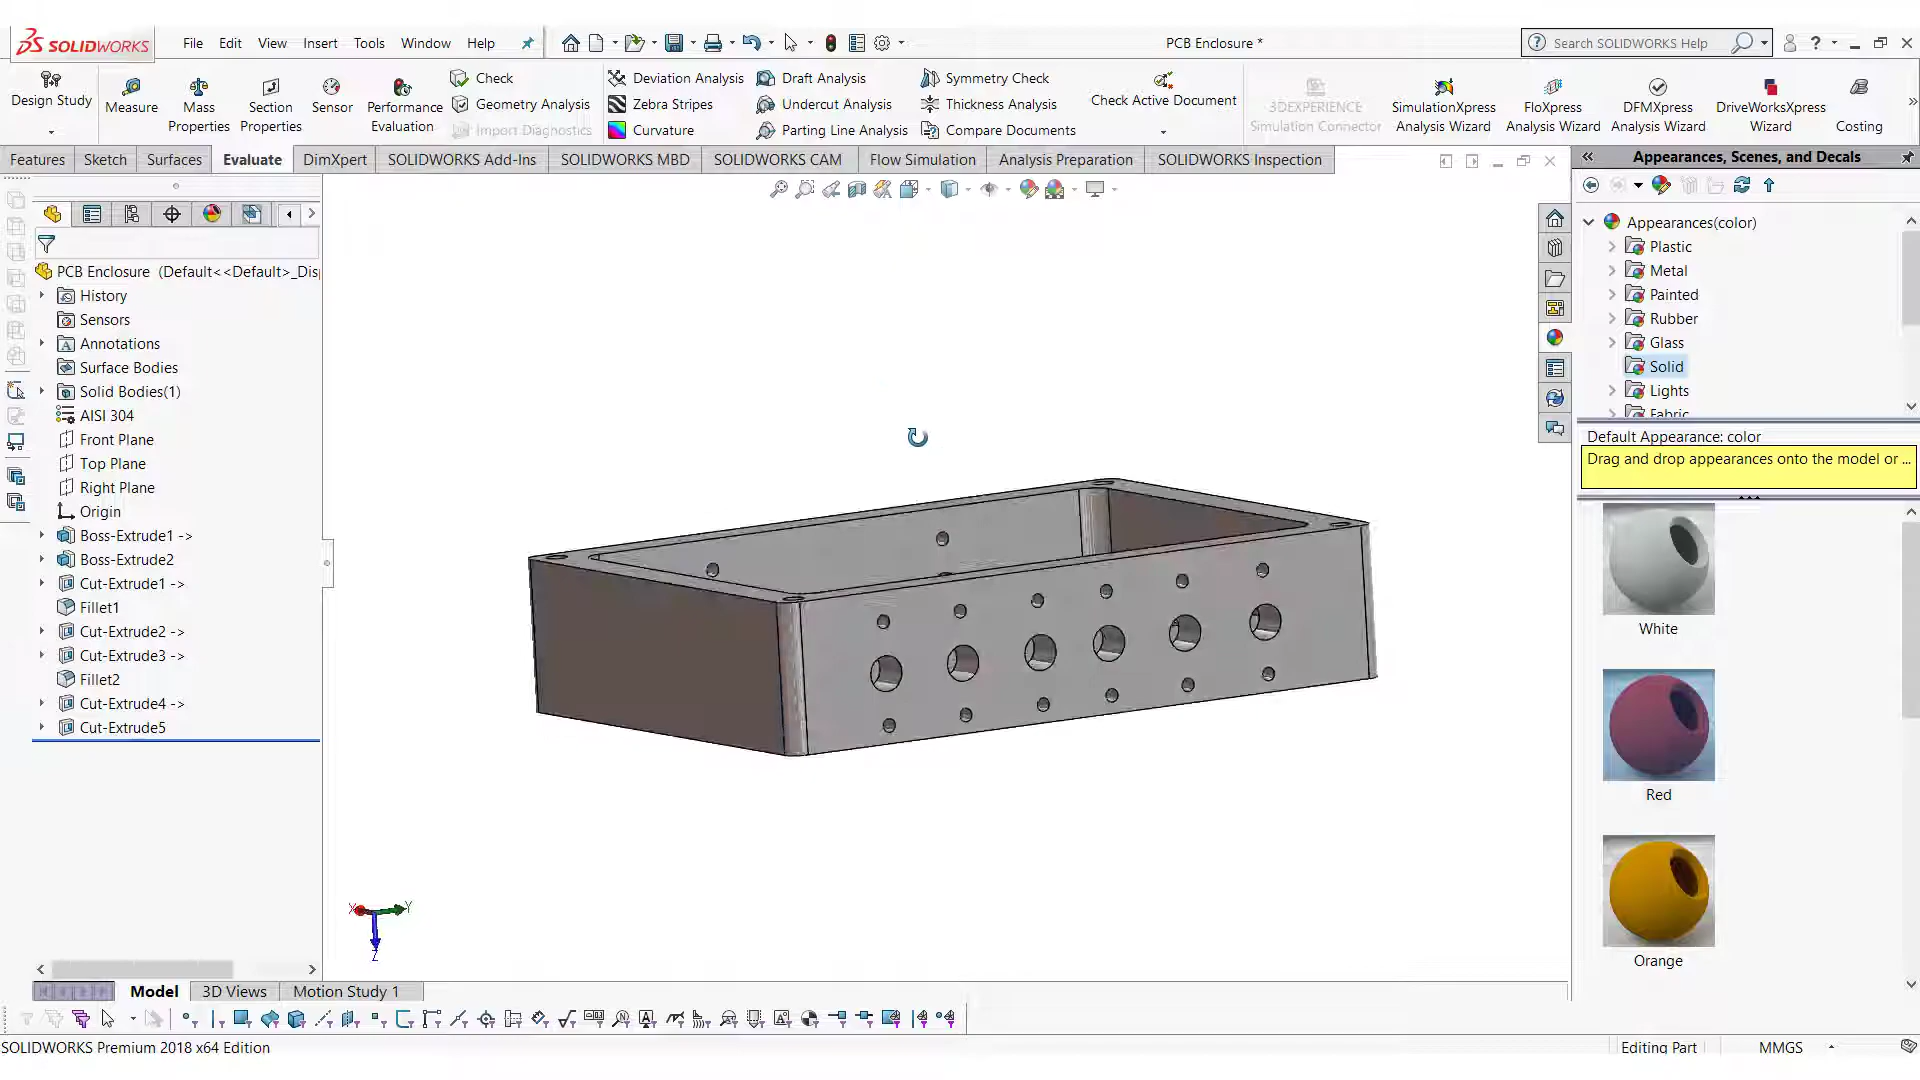 SOLIDWORKS
File Edit View Insert Tools Window Help
PCB Enclosure *
Search SOLIDWORKS Help
Design Study
Measure
Mass Properties
Section Properties
Sensor
Performance Evaluation
Check
Geometry Analysis
Import Diagnostics
Deviation Analysis
Zebra Stripes
Curvature
Draft Analysis
Undercut Analysis
Parting Line Analysis
Symmetry Check
Thickness Analysis
Compare Documents
Check Active Document
3DEXPERIENCE Simulation Connector
SimulationXpress Analysis Wizard
FloXpress Analysis Wizard
DFMXpress Analysis Wizard
DriveWorksXpress Wizard
Costing
Features Sketch Surfaces Evaluate DimXpert SOLIDWORKS Add-Ins SOLIDWORKS MBD SOLIDWORKS CAM Flow Simulation Analysis Preparation SOLIDWORKS Inspection
PCB Enclosure (Default<<Default>_Disp
History
Sensors
Annotations
Surface Bodies
Solid Bodies(1)
AISI 304
Front Plane
Top Plane
Right Plane
Origin
Boss-Extrude1 ->
Boss-Extrude2
Cut-Extrude1 ->
Fillet1
Cut-Extrude2 ->
Cut-Extrude3 ->
Fillet2
Cut-Extrude4 ->
Cut-Extrude5
X Y Z
Appearances, Scenes, and Decals
Appearances(color)
Plastic
Metal
Painted
Rubber
Glass
Solid
Lights
Fabric
Default Appearance: color
Drag and drop appearances onto the model or ...
White
Red
Orange
Model 3D Views Motion Study 1
SOLIDWORKS Premium 2018 x64 Edition
Editing Part
MMGS